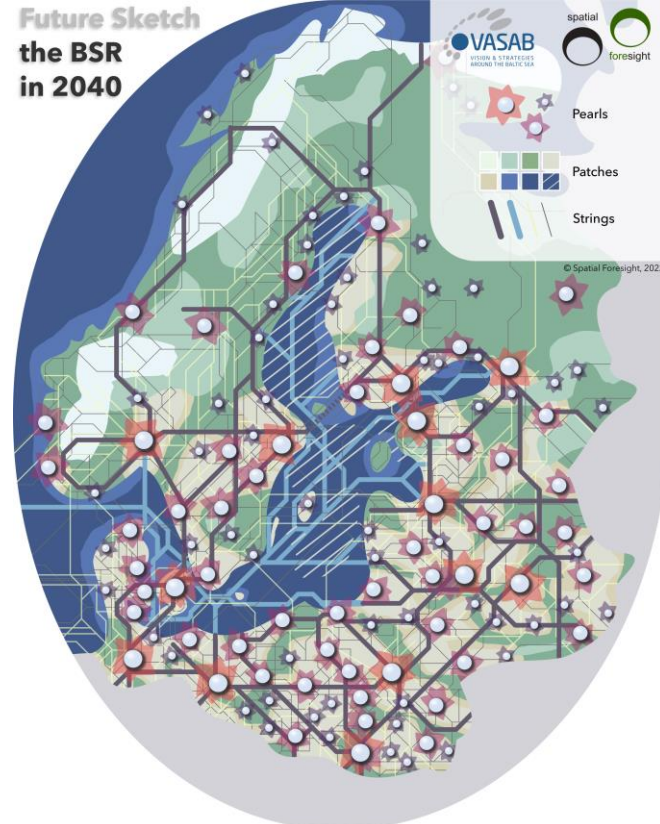 Future Sketch
the BSR
in 2040
VASAB
VISION & STRATEGIES
AROUND THE BALTIC SEA
spatial
foresight
Pearls
Patches
Strings
© Spatial Foresight, 202